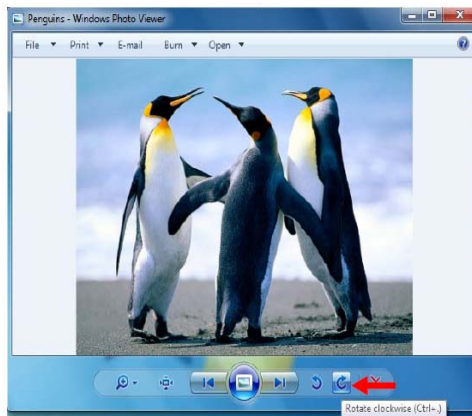 Penguins - Windows Photo Viewer
File Print E-mail Burn Open
Rotate clockwise (Ctrl+.)